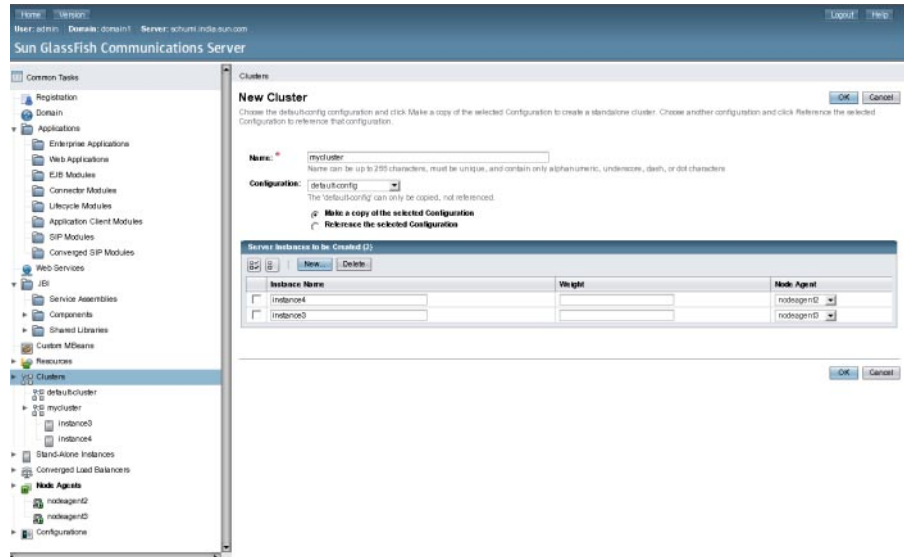 Home Version
Logout Help
User: admin Domain: domain1 Server: schumi.india.sun.com
Sun GlassFish Communications Server
Common Tasks
Registration
Domain
Applications
Enterprise Applications
Web Applications
EJB Modules
Connector Modules
Lifecycle Modules
Application Client Modules
SIP Modules
Converged SIP Modules
Web Services
JBI
Service Assemblies
Components
Shared Libraries
Custom MBeans
Resources
Clusters
defaultcluster
mycluster
instance3
instance4
Stand-Alone Instances
Converged Load Balancers
Node Agents
nodeagent2
nodeagent3
Configurations
Clusters
New Cluster
OK Cancel
Choose the default-config configuration and click Make a copy of the selected Configuration to create a standalone cluster. Choose another configuration and click Reference the selected
Configuration to reference that configuration.
Name: * mycluster
Name can be up to 255 characters, must be unique, and contain only alphanumeric, underscore, dash, or dot characters
Configuration: default-config
The 'default-config' can only be copied, not referenced.
Make a copy of the selected Configuration
Reference the selected Configuration
Server Instances to be Created (2)
New... Delete
Instance Name Weight Node Agent
instance4 nodeagent2
instance3 nodeagent3
OK Cancel